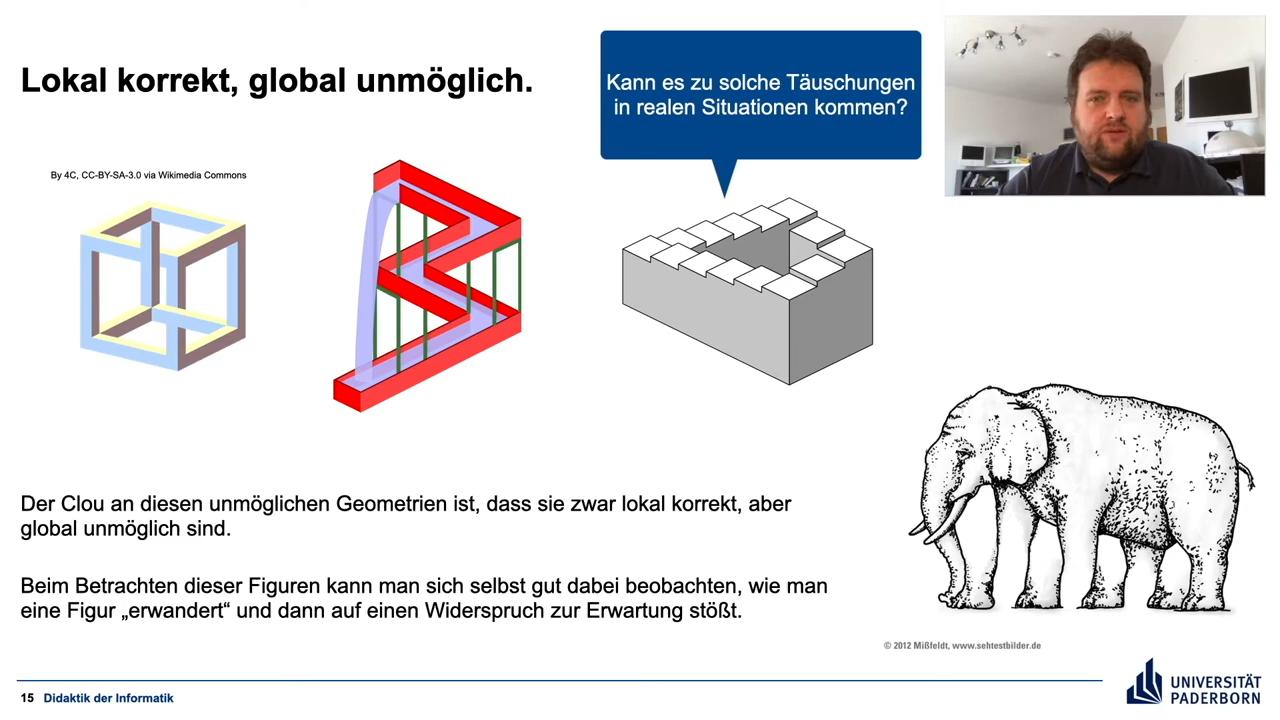 Lokal korrekt, global unmöglich.
Kann es zu solche Täuschungen
in realen Situationen kommen?
By 4C, CC-BY-SA-3.0 via Wikimedia Commons
Der Clou an diesen unmöglichen Geometrien ist, dass sie zwar lokal korrekt, aber
global unmöglich sind.
Beim Betrachten dieser Figuren kann man sich selbst gut dabei beobachten, wie man
eine Figur „erwandert“ und dann auf einen Widerspruch zur Erwartung stößt.
© 2012 Mißfeldt, www.sehtestbilder.de
15 Didaktik der Informatik
UNIVERSITÄT
PADERBORN